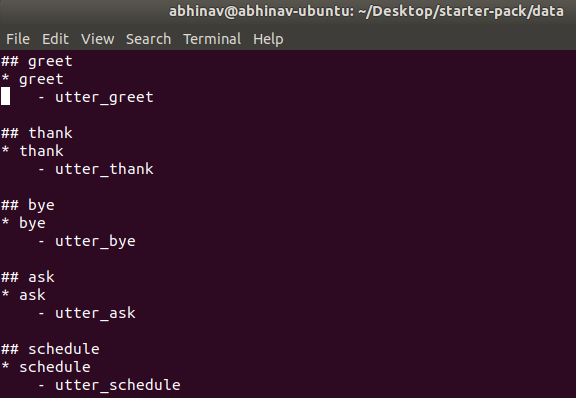 abhinav@abhinav-ubuntu: ~/Desktop/starter-pack/data
File Edit View Search Terminal Help
## greet
* greet
    - utter_greet

## thank
* thank
    - utter_thank

## bye
* bye
    - utter_bye

## ask
* ask
    - utter_ask

## schedule
* schedule
    - utter_schedule